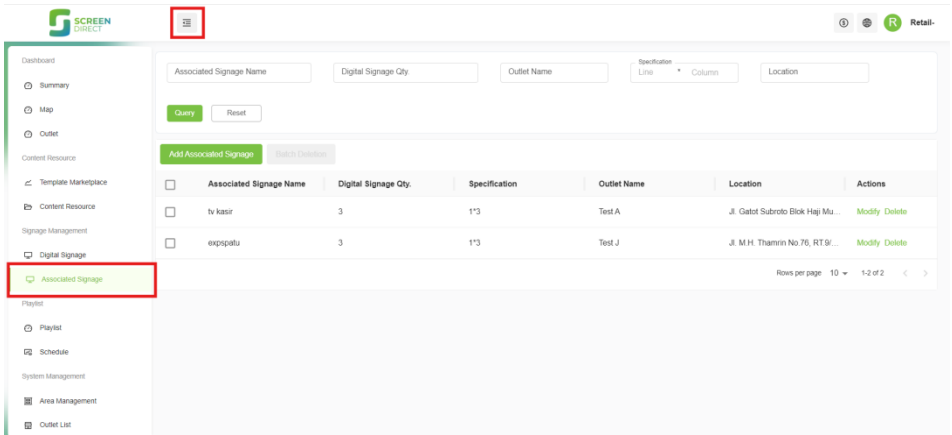 SCREEN
DIRECT
R Retail-
Dashboard
Summary
Map
Outlet
Content Resource
Template Marketplace
Content Resource
Signage Management
Digital Signage
Associated Signage
Playlist
Playlist
Schedule
System Management
Area Management
Outlet List
Associated Signage Name
Digital Signage Qty.
Outlet Name
Specification
Line * Column
Location
Query Reset
Add Associated Signage Batch Deletion
Associated Signage Name Digital Signage Qty. Specification Outlet Name Location Actions
tv kasir 3 1*3 Test A Jl. Gatot Subroto Blok Haji Mu... Modify Delete
expspatu 3 1*3 Test J Jl. M.H. Thamrin No.76, RT.9/... Modify Delete
Rows per page 10 1-2 of 2